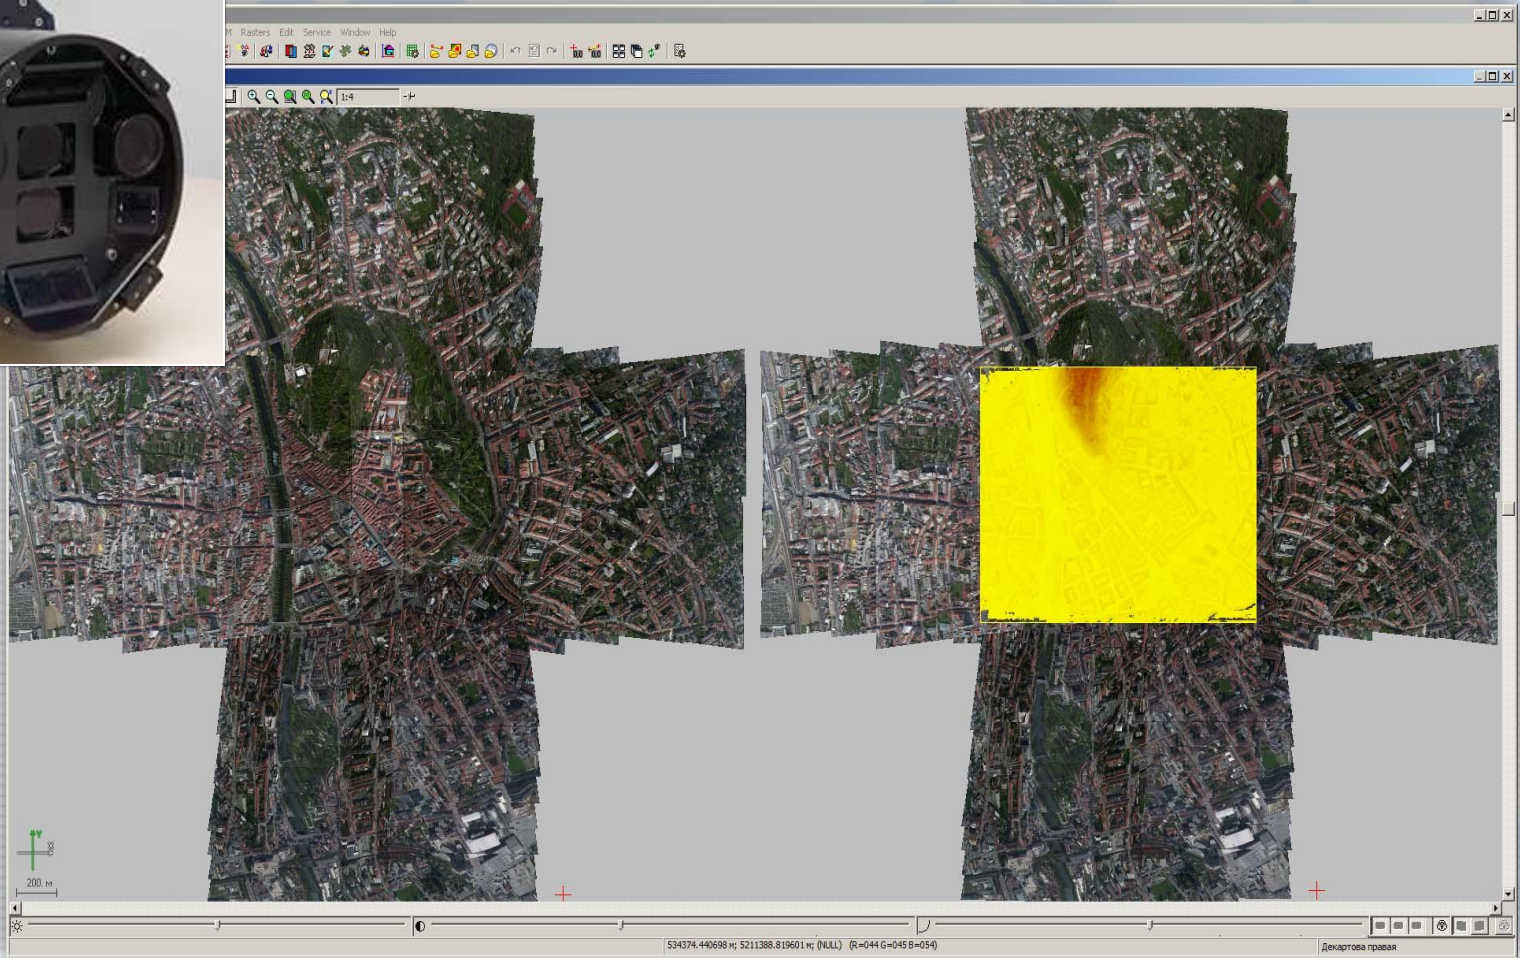 M Rasters Edit Service Window Help
1:4
Y
200. м
534374.440698 м; 5211388.819601 м; (NULL) (R=044 G=045 B=054)
Декартова правая